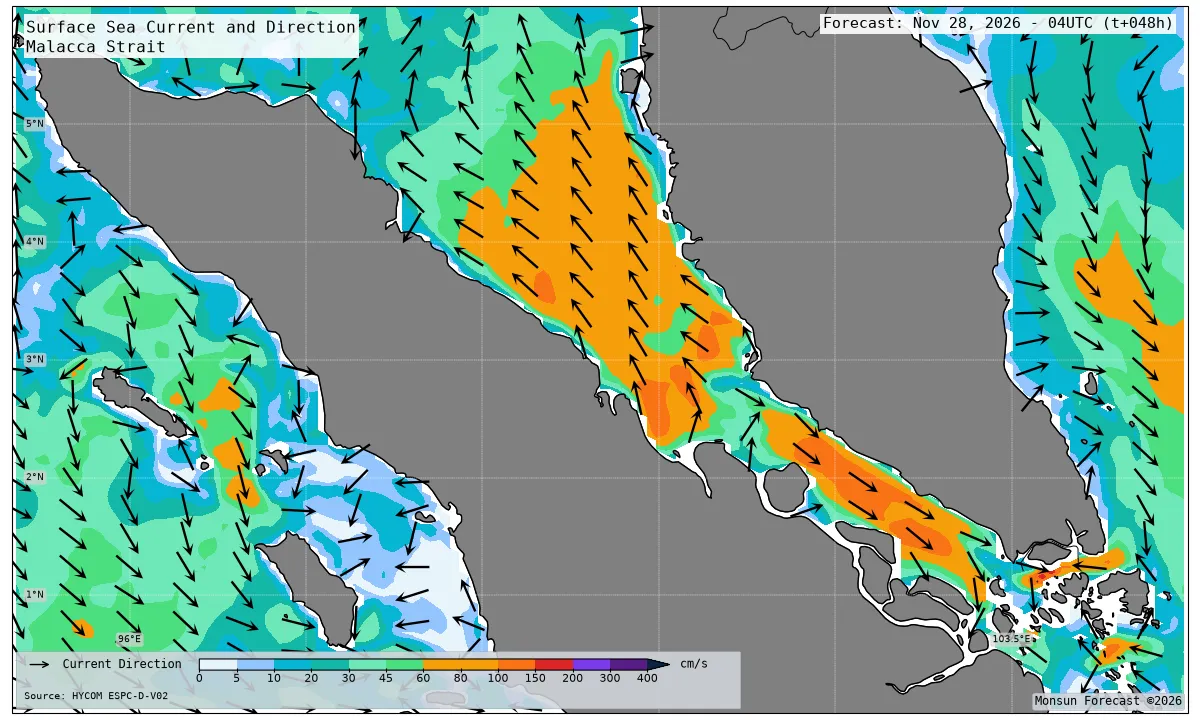 Surface Sea Current and Direction
Malacca Strait
Forecast: Nov 28, 2026 - 04UTC (t+048h)
5°N
4°N
3°N
2°N
1°N
96°E
103.5°E
Current Direction
0 5 10 20 30 45 60 80 100 150 200 300 400 cm/s
Source: HYCOM ESPC-D-V02
Monsun Forecast ©2026